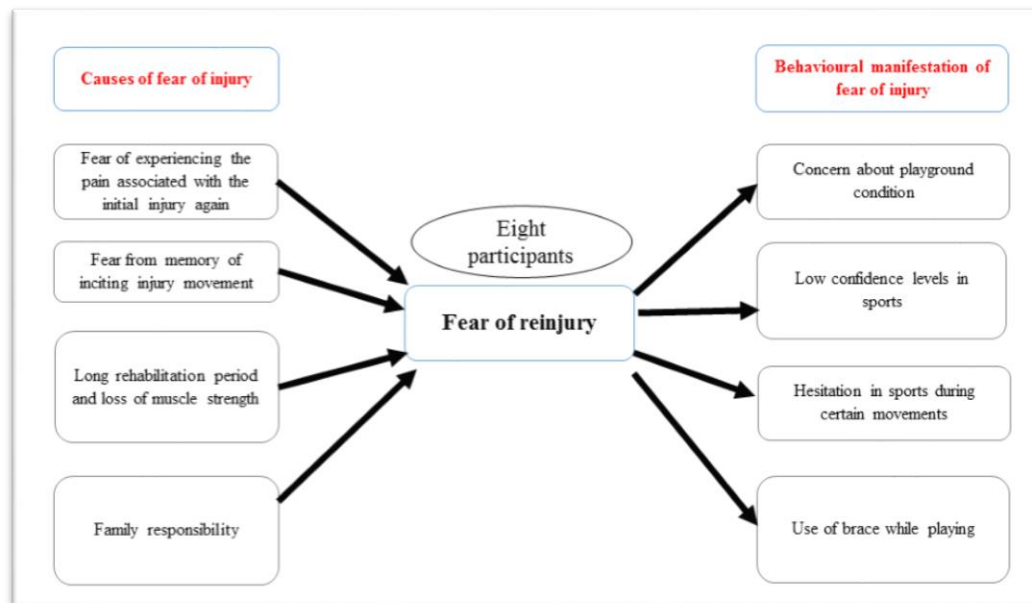 Causes of fear of injury
Fear of experiencing the
pain associated with the
initial injury again
Fear from memory of
inciting injury movement
Long rehabilitation period
and loss of muscle strength
Family responsibility
Eight
participants
Fear of reinjury
Behavioural manifestation of
fear of injury
Concern about playground
condition
Low confidence levels in
sports
Hesitation in sports during
certain movements
Use of brace while playing